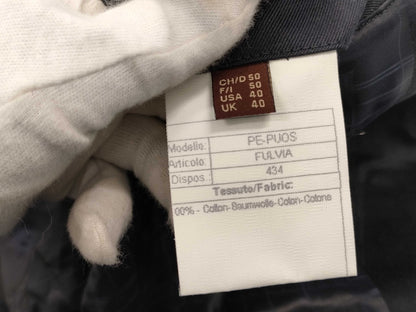 CH/D 50
F/I 50
USA 40
UK 40
Modello: PE-PUOS
Articolo: FULVIA
Dispos.: 434
Tessuto/Fabric:
00% - Cotton-Baumwolle-Coton-Cotone